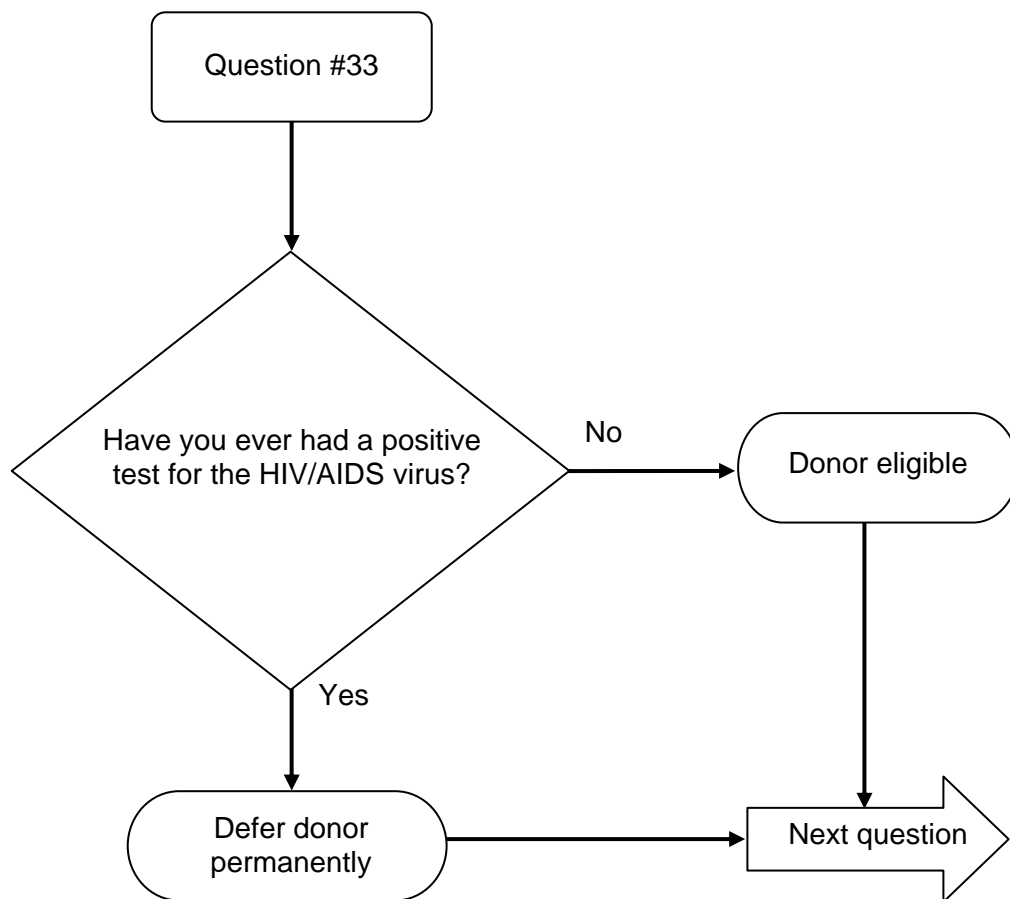 Question #33
Have you ever had a positive
test for the HIV/AIDS virus?
No
Donor eligible
Yes
Defer donor
permanently
Next question